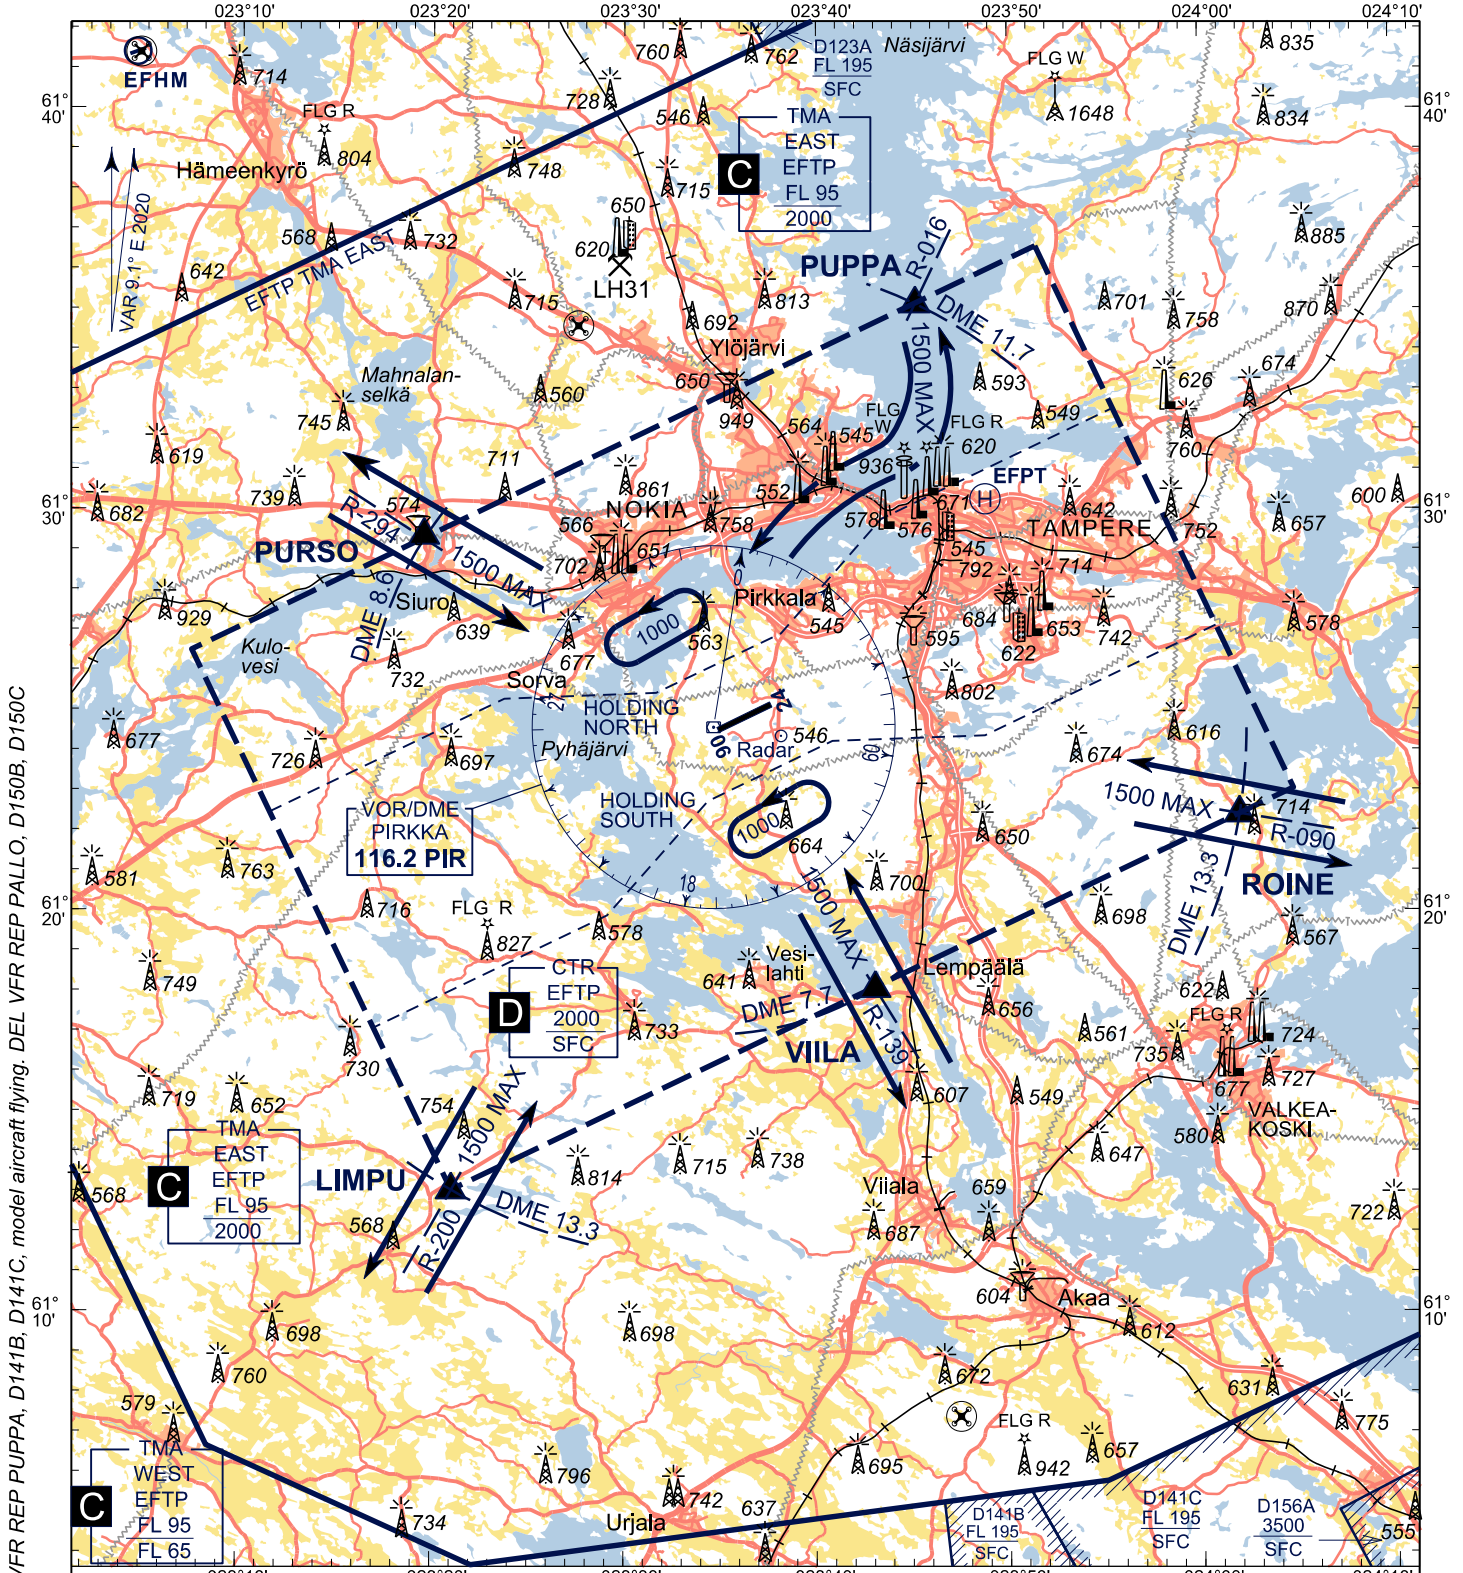 023°10'
023°20'
023°30'
023°40'
023°50'
024°00'
024°10'
EFHM
714
FLG R
804
Hämeenkyrö
61°
40'
VAR 9.1° E 2020
760
762
D123A
FL 195
SFC
Näsijärvi
FLG W
1648
835
834
728
546
748
715
TMA
EAST
EFTP
FL 95
2000
C
568
732
EFTP TMA EAST
642
650
620
LH31
715
813
692
PUPPA
R-016
DME 11.7
1500 MAX
885
701
758
870
Ylöjärvi
Mahnalan-
selkä
745
560
650
949
593
549
626
674
760
619
739
682
711
861
564
545
FLG
W
936
FLG R
620
EFPT
H
61°
30'
R-294
574
NOKIA
566
758
552
578
576
671
642
752
657
600
TAMPERE
PURSO
1500 MAX
702
651
545
792
714
DME 8.6
Siuro
639
929
Pirkkala
545
0
1000
563
595
684
653
622
742
578
Kulo-
vesi
732
677
Sorva
802
27
HOLDING
NORTH
24
06
546
Radar
60
Pyhäjärvi
677
726
697
674
616
VOR/DME
PIRKKA
116.2 PIR
HOLDING
SOUTH
1000
664
18
650
1500 MAX
714
R-090
ROINE
DME 13.3
581
763
61°
20'
716
FLG R
827
578
700
1500 MAX
698
567
749
641
Vesi-
lahti
Lempäälä
DME 7.7
CTR
EFTP
2000
SFC
D
733
656
VIILA
R-139
561
622
FLG R
724
735
677
727
VALKEA-
KOSKI
730
719
652
754
1500 MAX
607
549
580
647
TMA
EAST
EFTP
FL 95
2000
C
568
LIMPU
814
715
738
DME 13.3
R-200
568
Viiala
687
659
722
61°
10'
698
698
604
Akaa
612
760
672
631
579
775
TMA
WEST
EFTP
FL 95
FL 65
C
FLG R
942
657
695
796
742
637
Urjala
734
D141B
FL 195
SFC
D141C
FL 195
SFC
D156A
3500
SFC
555
VFR REP PUPPA, D141B, D141C, model aircraft flying. DEL VFR REP PALLO, D150B, D150C